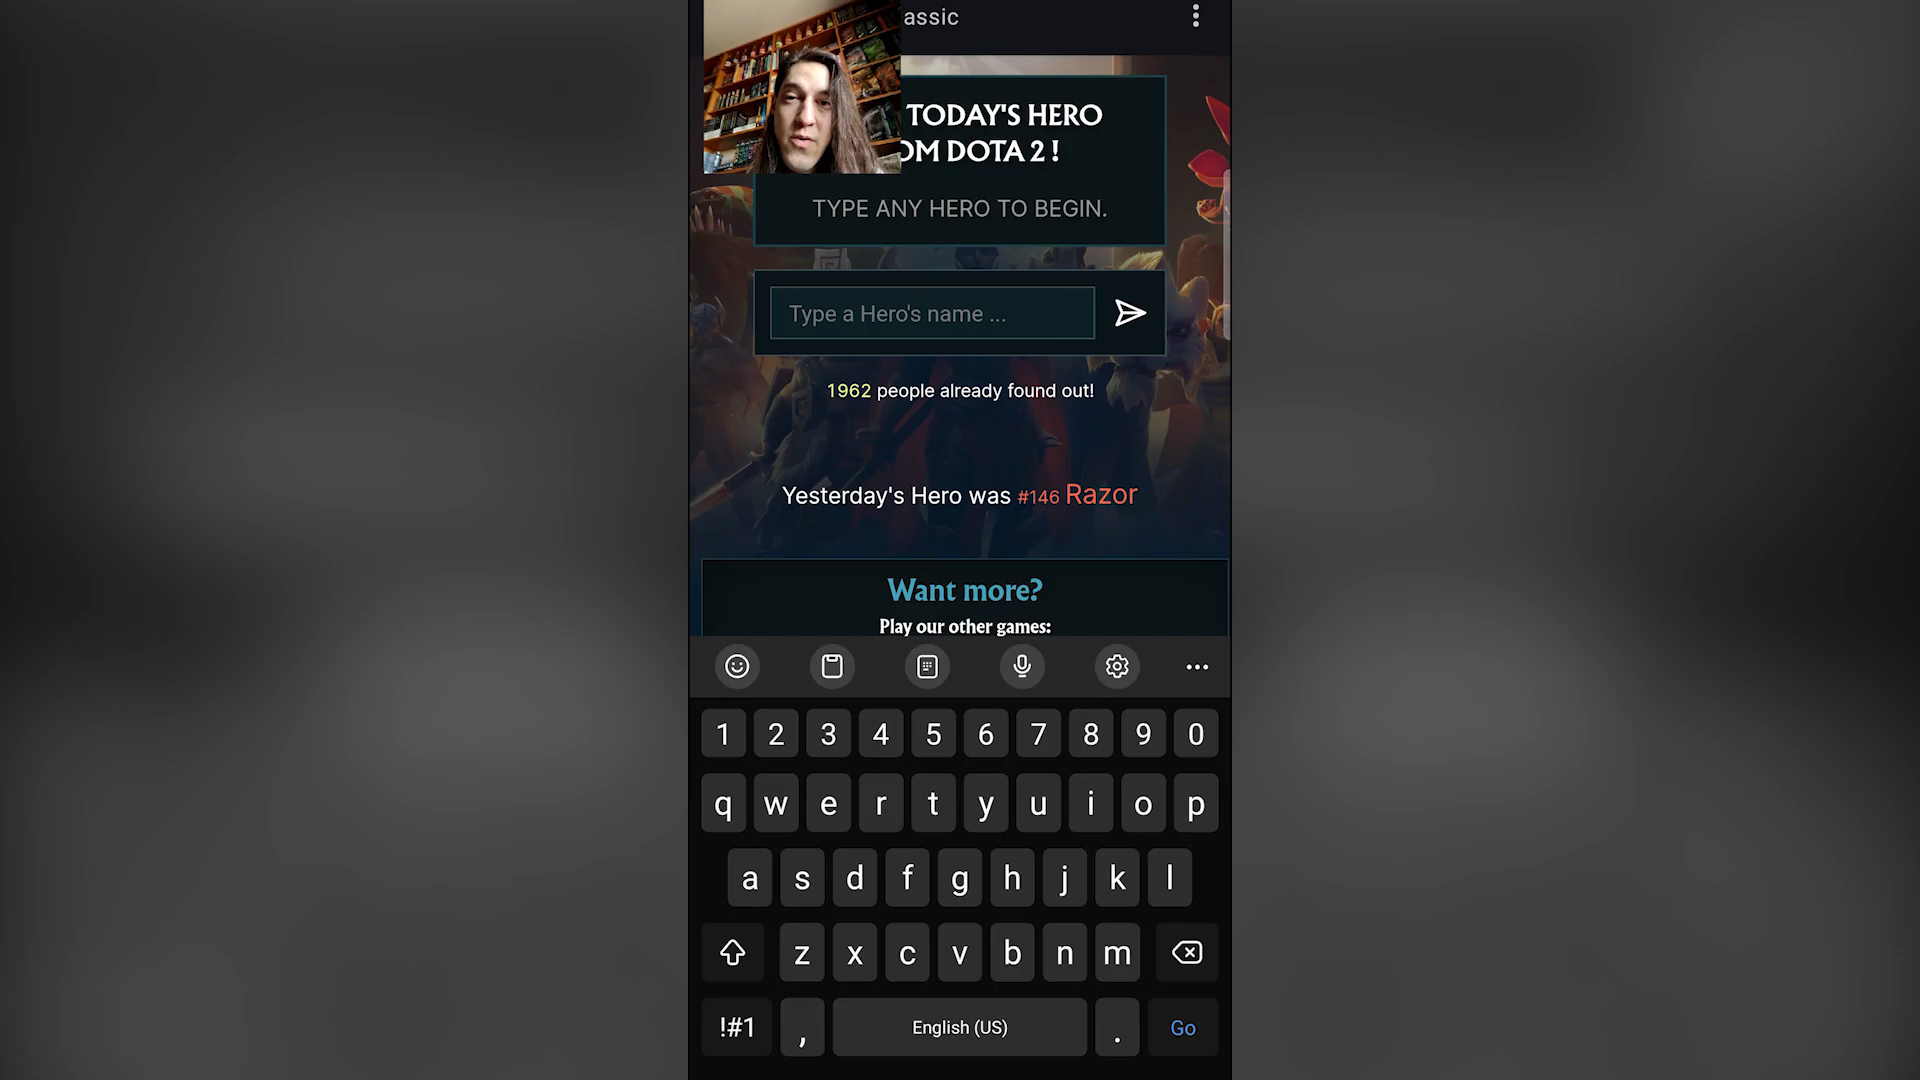 assic
TODAY'S HERO
OM DOTA 2 !
TYPE ANY HERO TO BEGIN.
Type a Hero's name ...
1962 people already found out!
Yesterday's Hero was #146 Razor
Want more?
Play our other games:
1 2 3 4 5 6 7 8 9 0
q w e r t y u i o p
a s d f g h j k l
z x c v b n m
!#1 , English (US) . Go